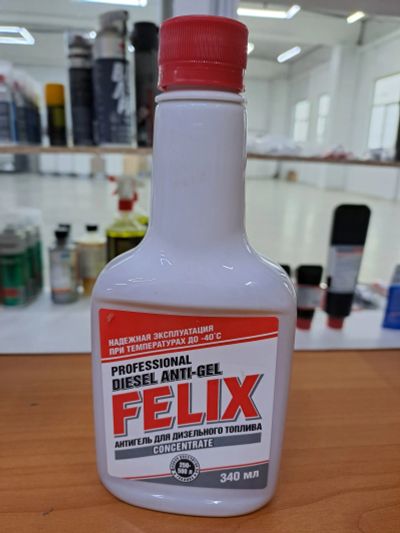 НАДЕЖНАЯ ЭКСПЛУАТАЦИЯ
ПРИ ТЕМПЕРАТУРАХ ДО -40°С
PROFESSIONAL
DIESEL ANTI-GEL
FELIX
АНТИГЕЛЬ ДЛЯ ДИЗЕЛЬНОГО ТОПЛИВА
CONCENTRATE
340 МЛ